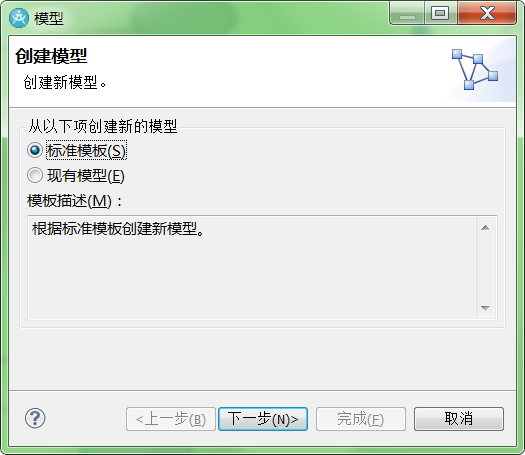 模型
创建模型
创建新模型。
从以下项创建新的模型
标准模板(S)
现有模型(E)
模板描述(M)：
根据标准模板创建新模型。
?
<上一步(B) 下一步(N)> 完成(F) 取消